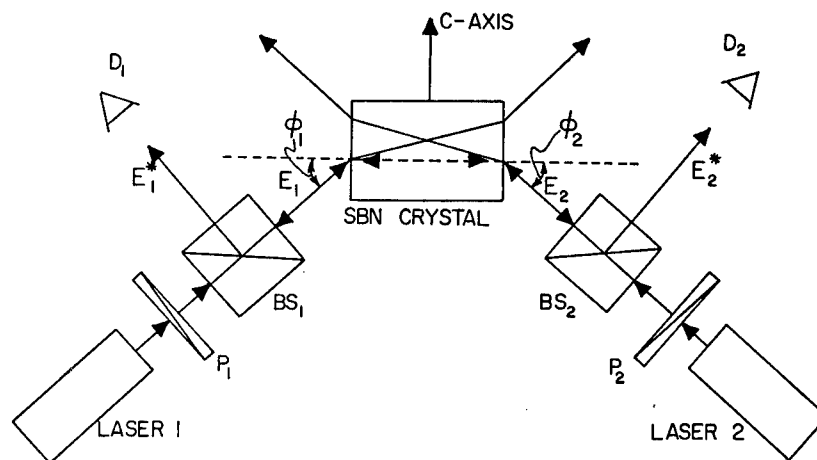 C-AXIS
D₁
D₂
ϕ₁
ϕ₂
E₁*
E₁
E₂
E₂*
SBN CRYSTAL
BS₁
BS₂
P₁
P₂
LASER 1
LASER 2